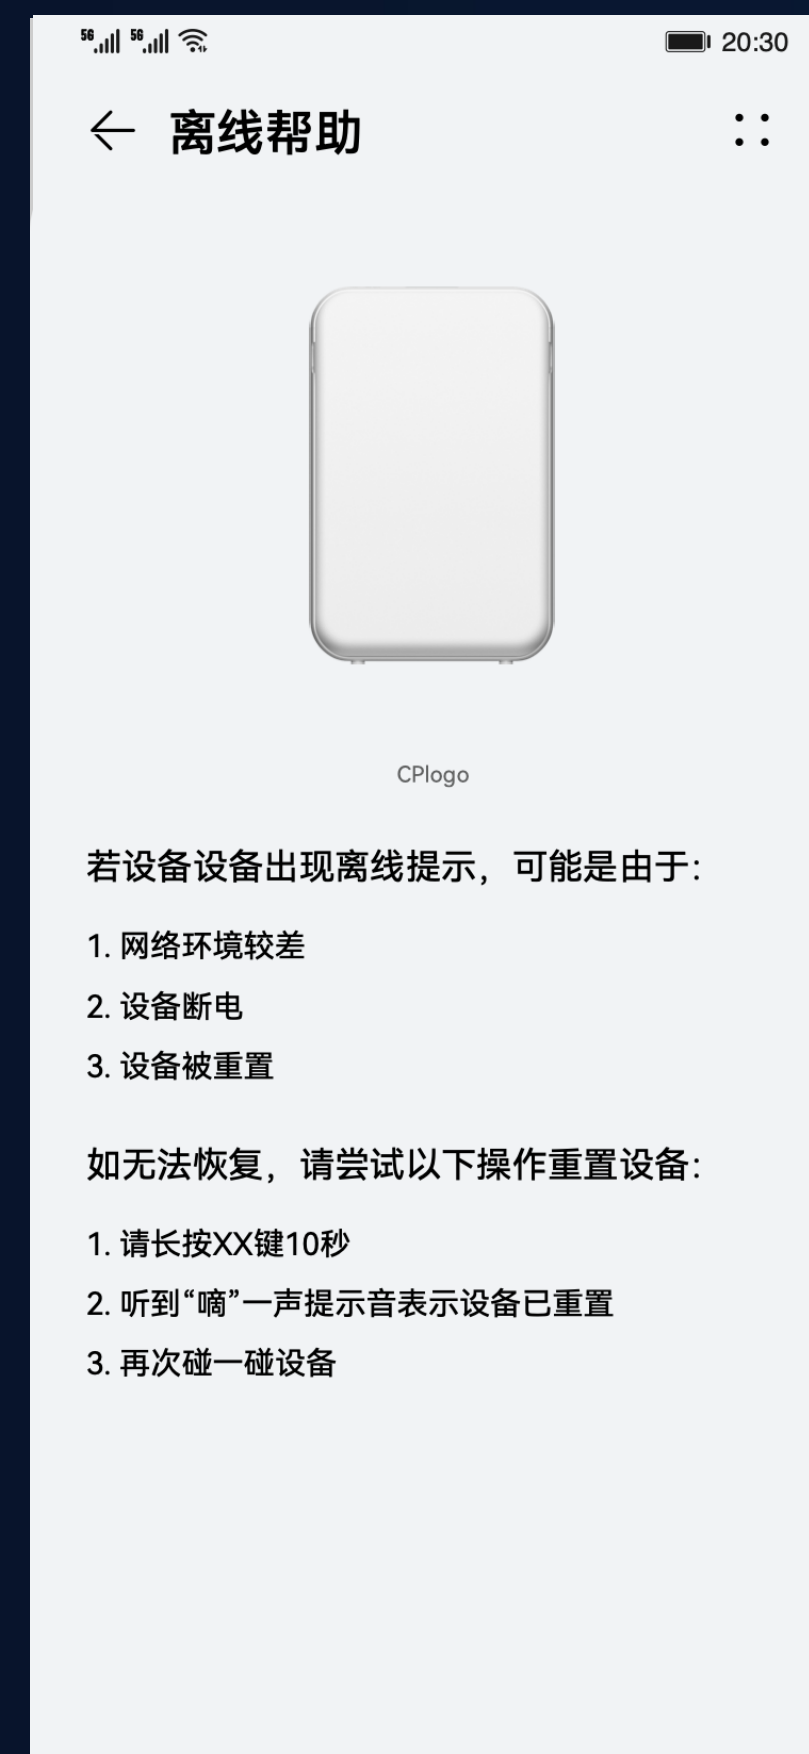 5G 5G 20:30
离线帮助
CPlogo
若设备设备出现离线提示，可能是由于：
1. 网络环境较差
2. 设备断电
3. 设备被重置
如无法恢复，请尝试以下操作重置设备：
1. 请长按XX键10秒
2. 听到“嘀”一声提示音表示设备已重置
3. 再次碰一碰设备